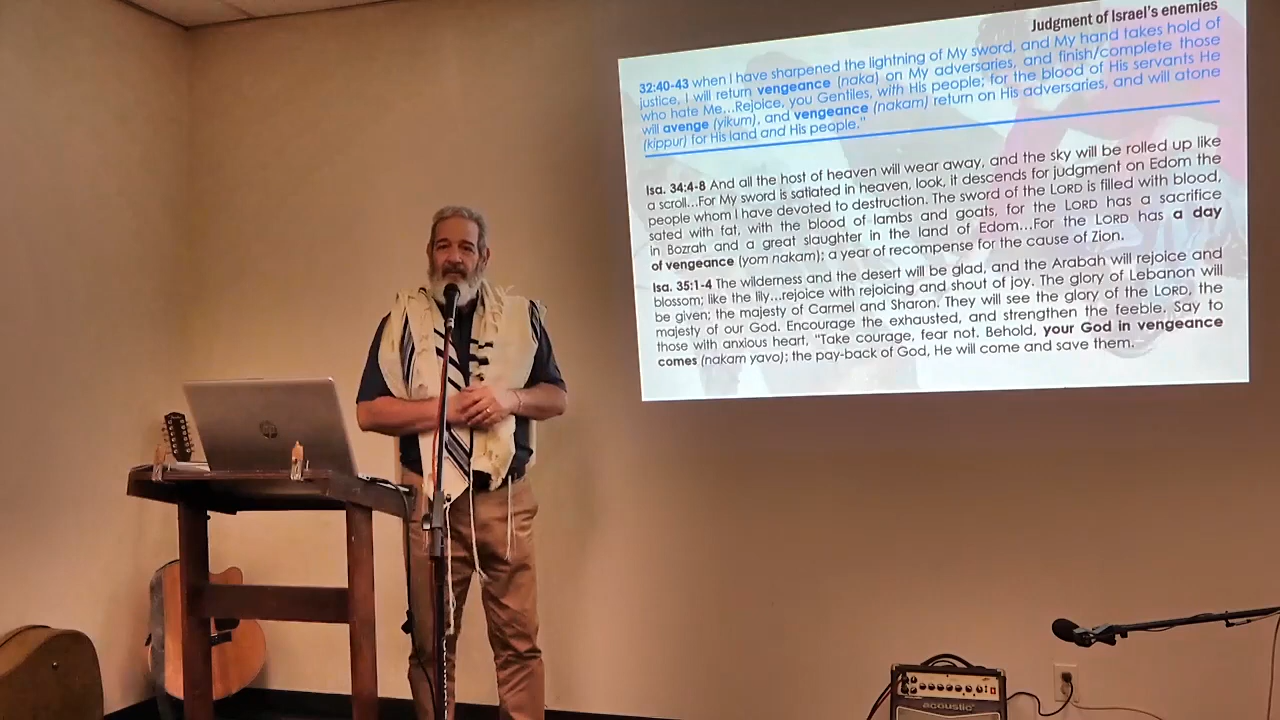 Judgment of Israel's enemies
32:40-43 when I have sharpened the lightning of My sword, and My hand takes hold of
justice, I will return vengeance (naka) on My adversaries, and finish/complete those
who hate Me...Rejoice, you Gentiles, with His people; for the blood of His servants He
will avenge (yikum), and vengeance (nakam) return on His adversaries, and will atone
(kippur) for His land and His people."
Isa. 34:4-8 And all the host of heaven will wear away, and the sky will be rolled up like
a scroll...For My sword is satiated in heaven, look, it descends for judgment on Edom the
people whom I have devoted to destruction. The sword of the LORD is filled with blood,
sated with fat, with the blood of lambs and goats, for the LORD has a sacrifice
in Bozrah and a great slaughter in the land of Edom...For the LORD has a day
of vengeance (yom nakam); a year of recompense for the cause of Zion.
Isa. 35:1-4 The wilderness and the desert will be glad, and the Arabah will rejoice and
blossom; like the lily...rejoice with rejoicing and shout of joy. The glory of Lebanon will
be given; the majesty of Carmel and Sharon. They will see the glory of the LORD, the
majesty of our God. Encourage the exhausted, and strengthen the feeble. Say to
those with anxious heart, "Take courage, fear not. Behold, your God in vengeance
comes (nakam yavo); the pay-back of God, He will come and save them."
hp
acoustic